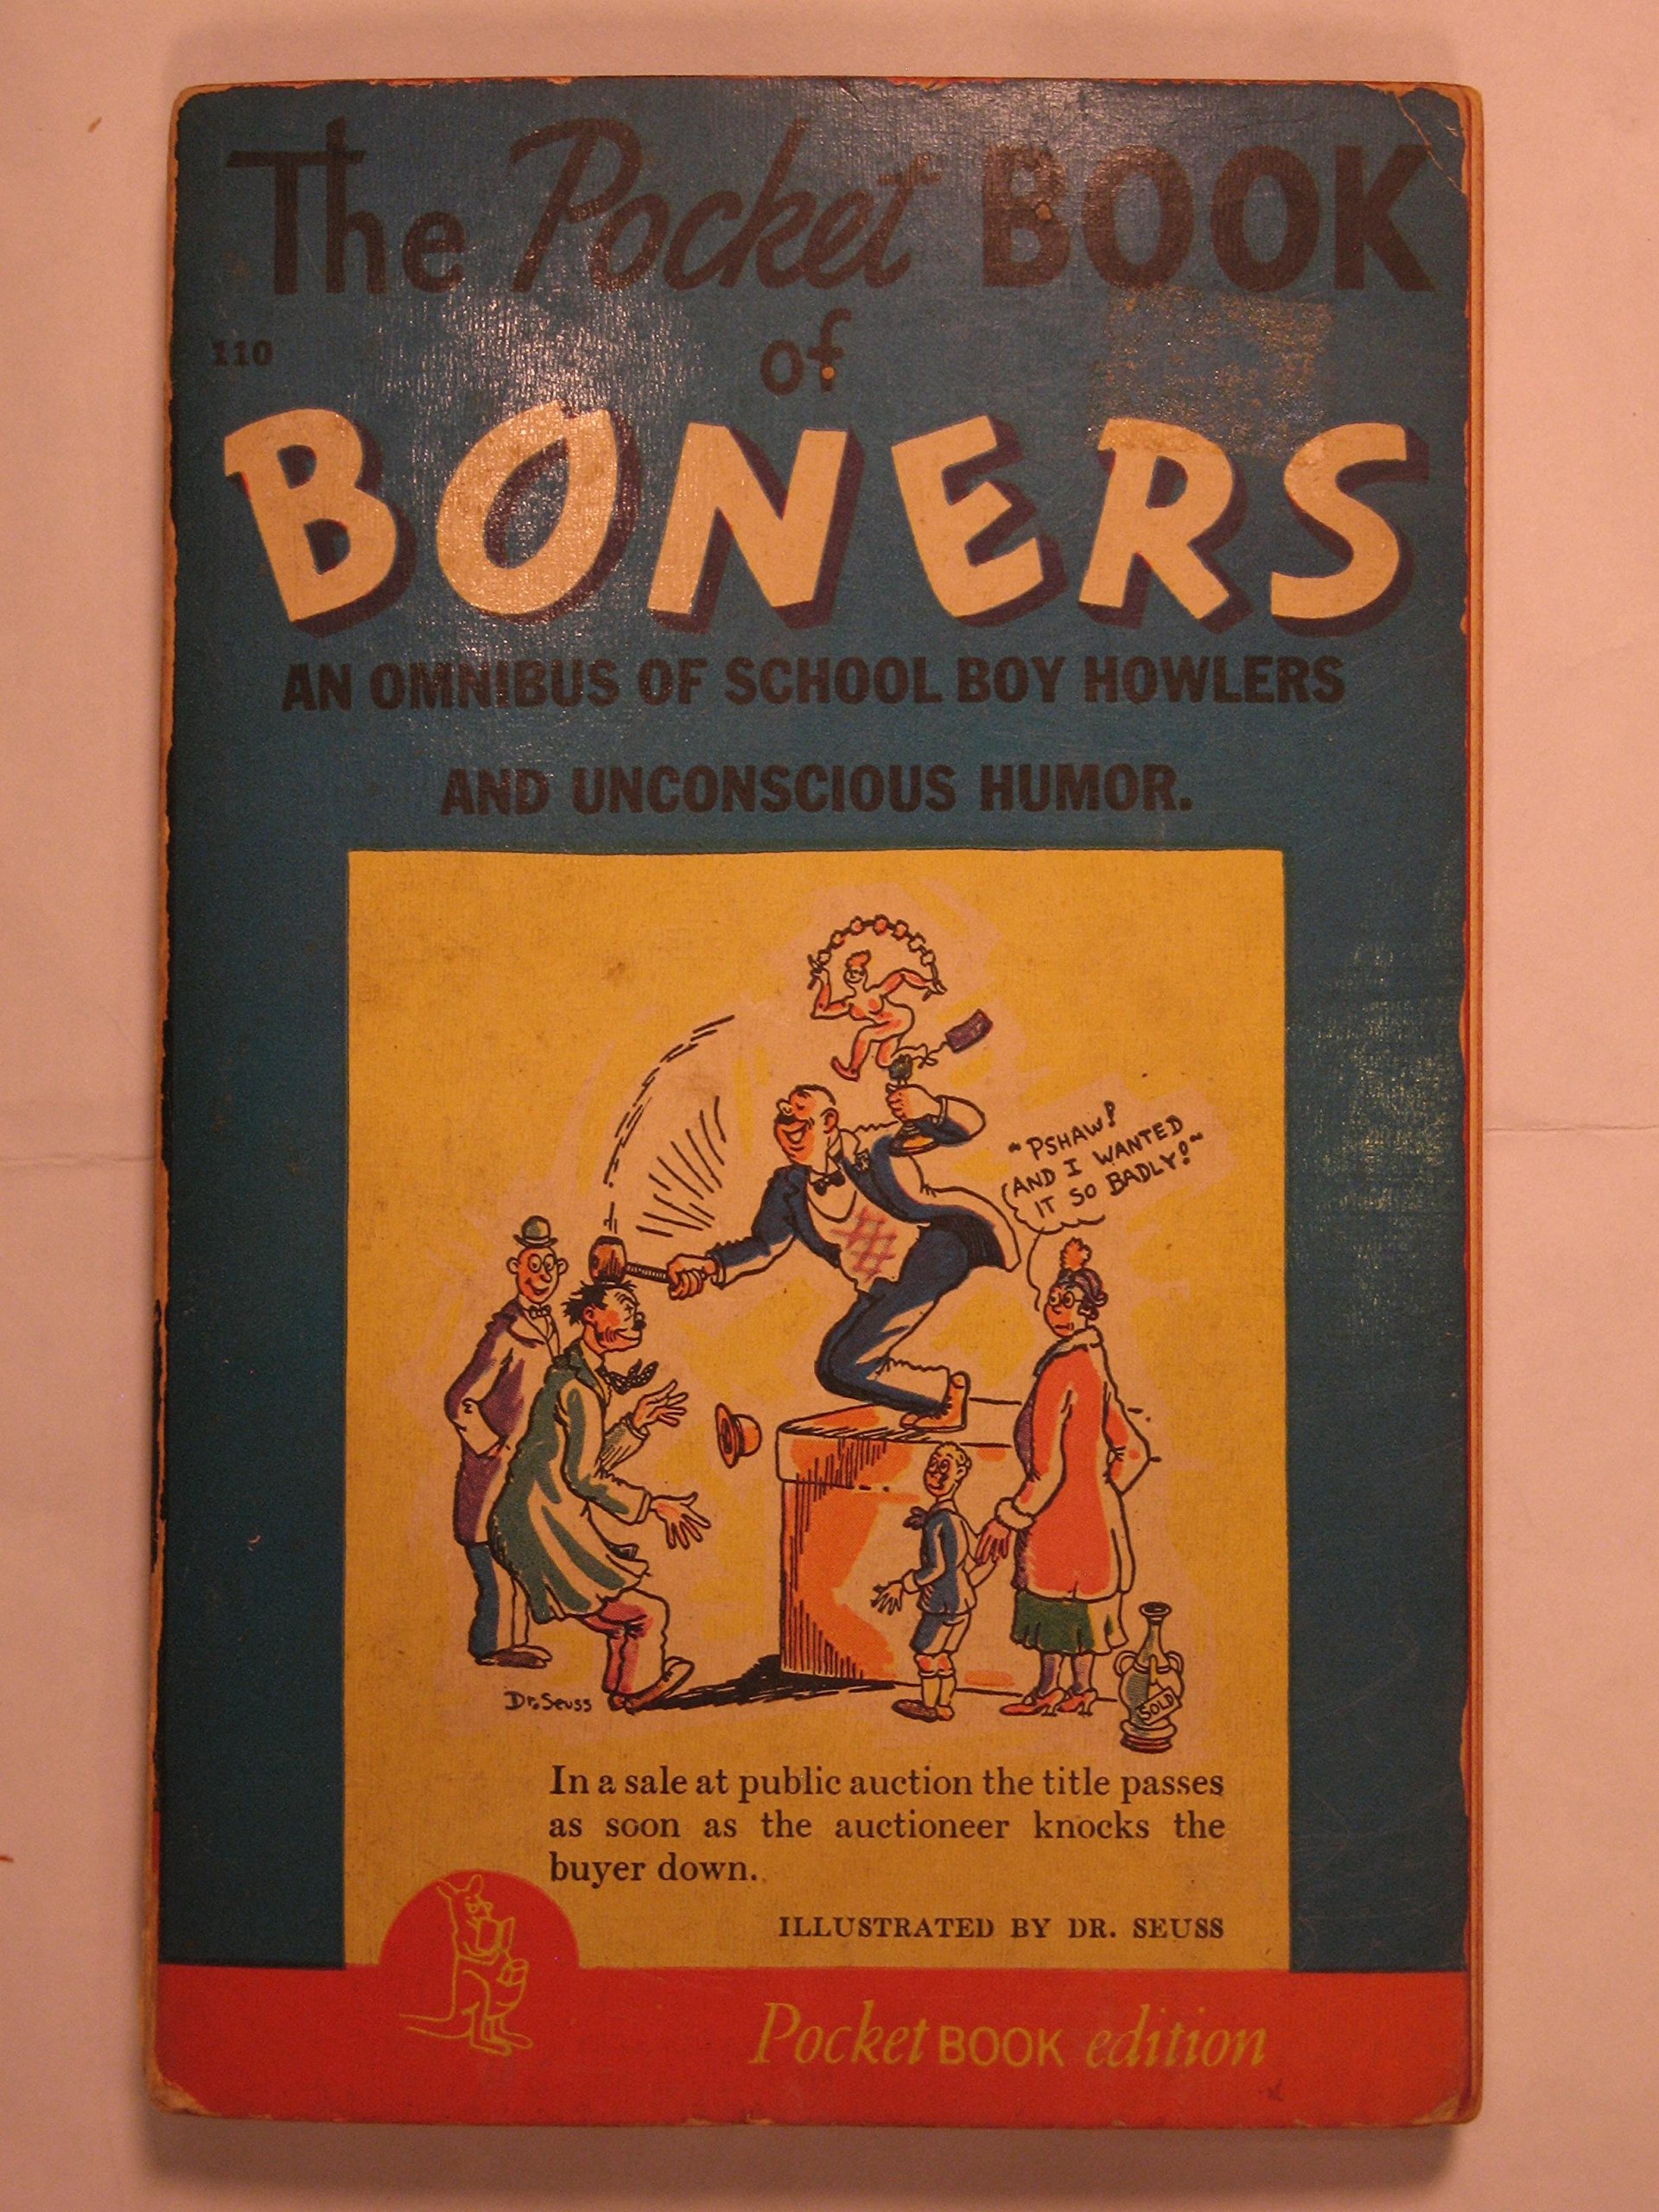 The Pocket BOOK
110
of
BONERS
AN OMNIBUS OF SCHOOL BOY HOWLERS
AND UNCONSCIOUS HUMOR.
~PSHAW!
AND I WANTED
IT SO BADLY!~
SOLD
Dr. Seuss
In a sale at public auction the title passes
as soon as the auctioneer knocks the
buyer down.
ILLUSTRATED BY DR. SEUSS
Pocket BOOK edition